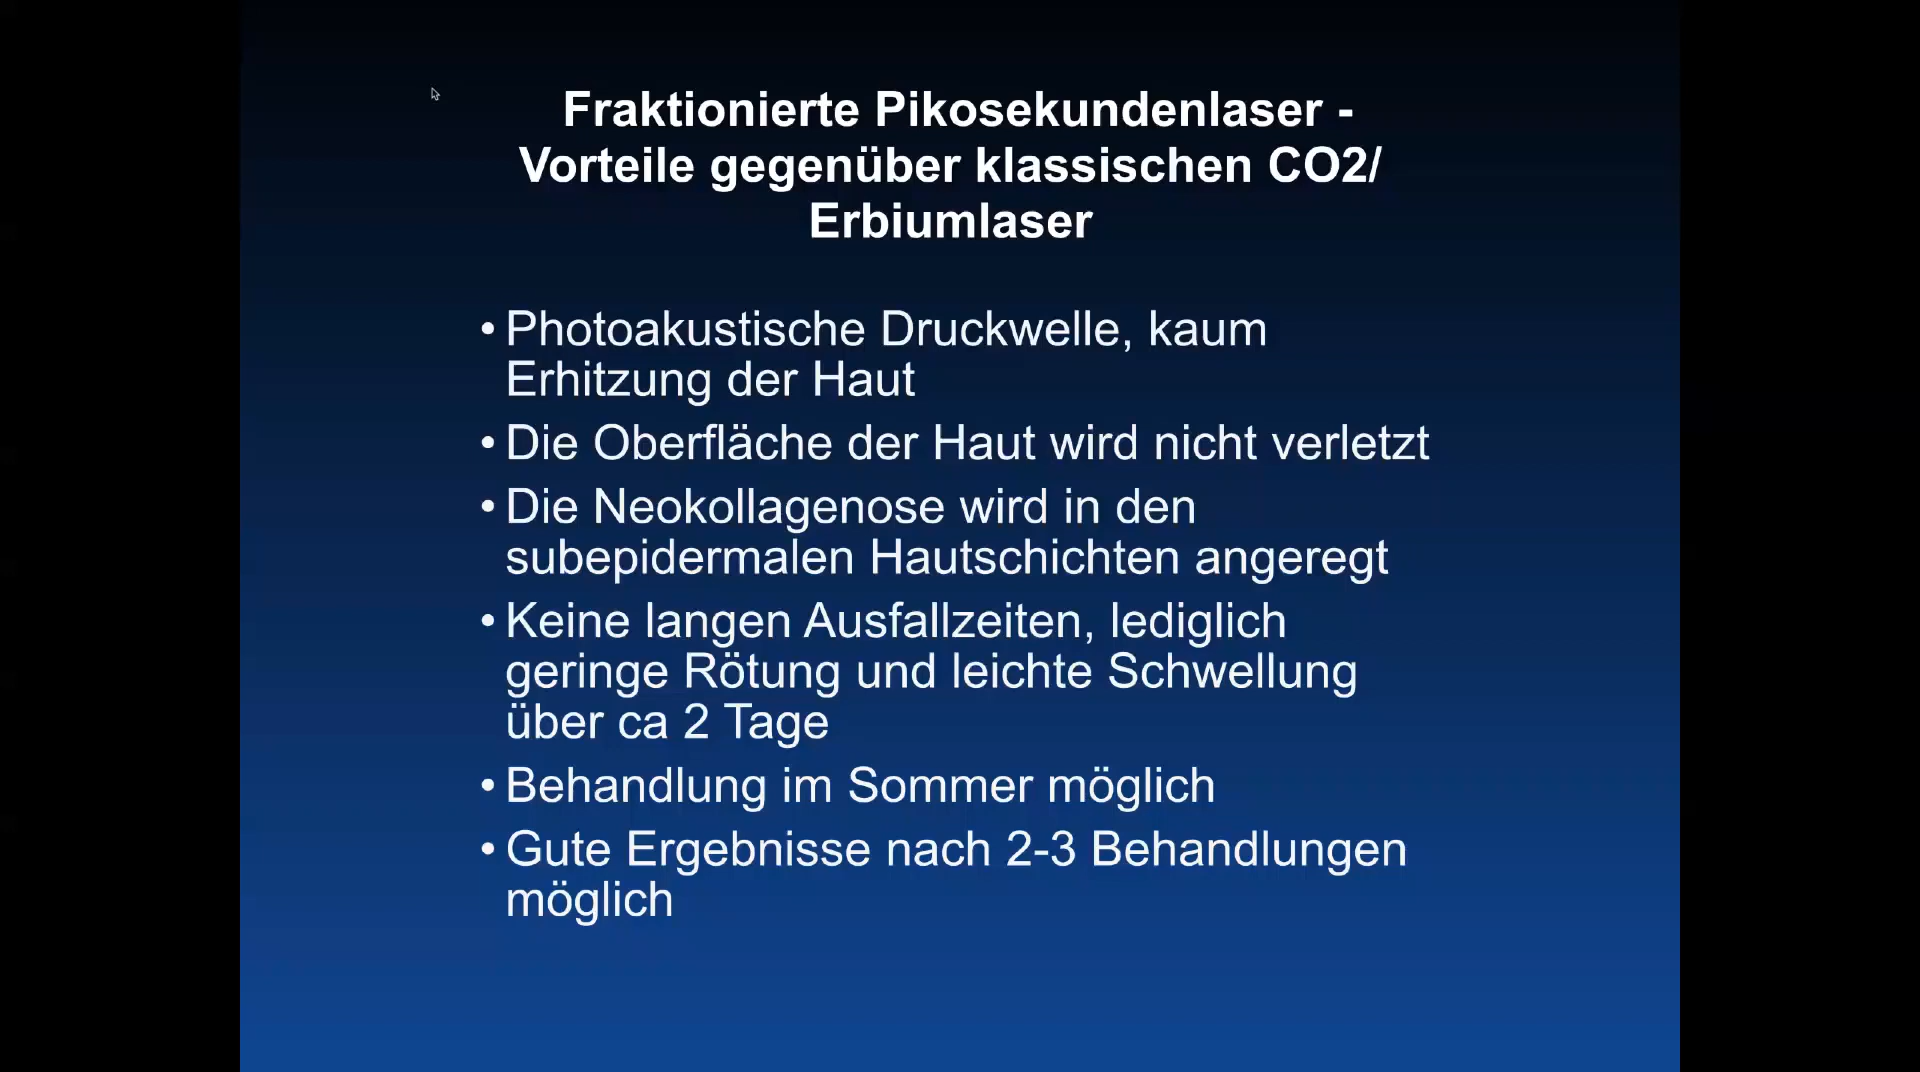 Fraktionierte Pikosekundenlaser -
Vorteile gegenüber klassischen CO2/
Erbiumlaser
• Photoakustische Druckwelle, kaum
Erhitzung der Haut
• Die Oberfläche der Haut wird nicht verletzt
• Die Neokollagenose wird in den
subepidermalen Hautschichten angeregt
• Keine langen Ausfallzeiten, lediglich
geringe Rötung und leichte Schwellung
über ca 2 Tage
• Behandlung im Sommer möglich
• Gute Ergebnisse nach 2-3 Behandlungen
möglich